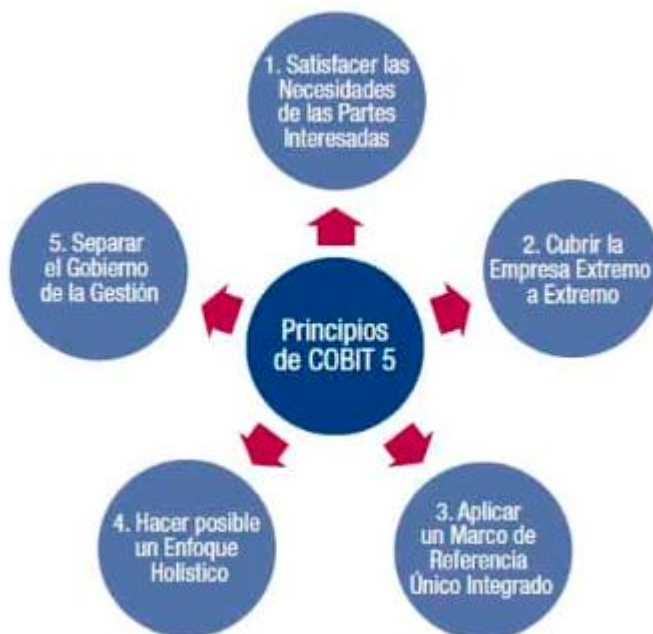 1. Satisfacer las
Necesidades
de las Partes
Interesadas
5. Separar
el Gobierno
de la Gestión
2. Cubrir la
Empresa Extremo
a Extremo
Principios
de COBIT 5
4. Hacer posible
un Enfoque
Holístico
3. Aplicar
un Marco de
Referencia
Único Integrado